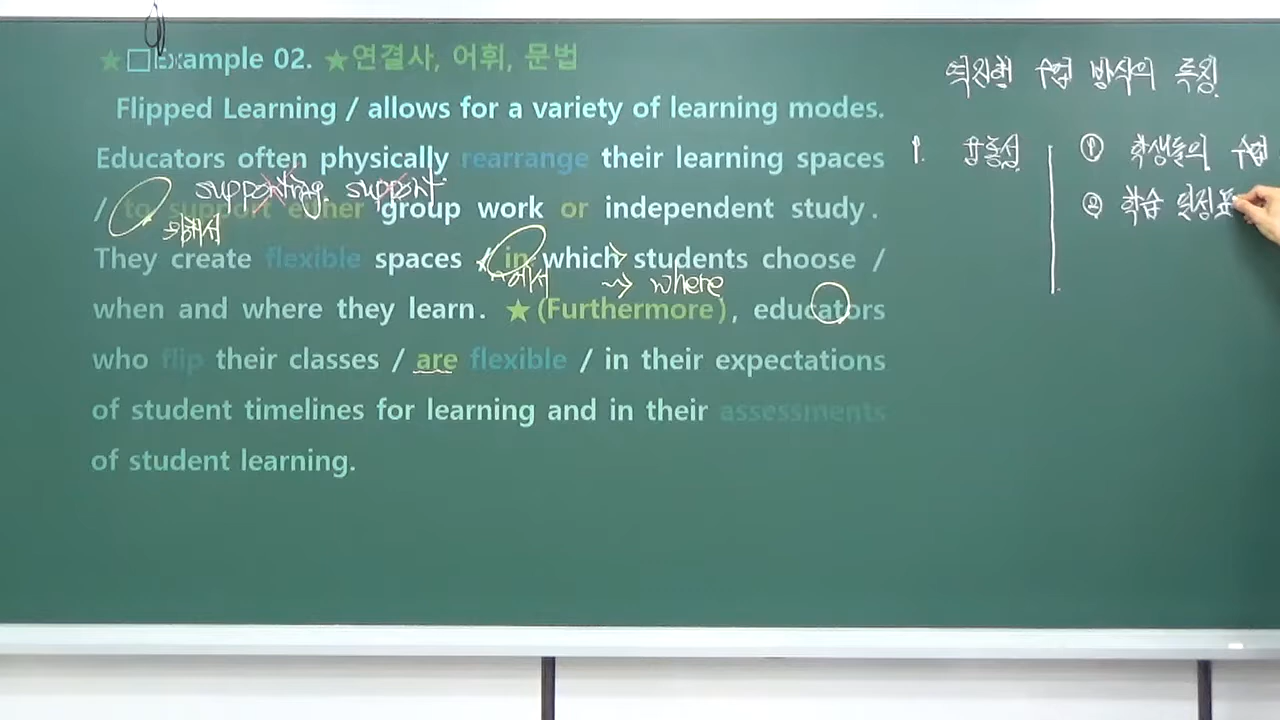 ★□Example 02. ★연결사, 어휘, 문법
Flipped Learning / allows for a variety of learning modes.
Educators often physically rearrange their learning spaces
supporting. support.
/ to support either group work or independent study.
위해서
They create flexible spaces / in which students choose /
에서 → where
when and where they learn. ★(Furthermore), educators
who flip their classes / are flexible / in their expectations
of student timelines for learning and in their assessments
of student learning.
역진행 수업 방식의 특징.
1. 융통성
① 학생들의 수업
② 학습 일정표